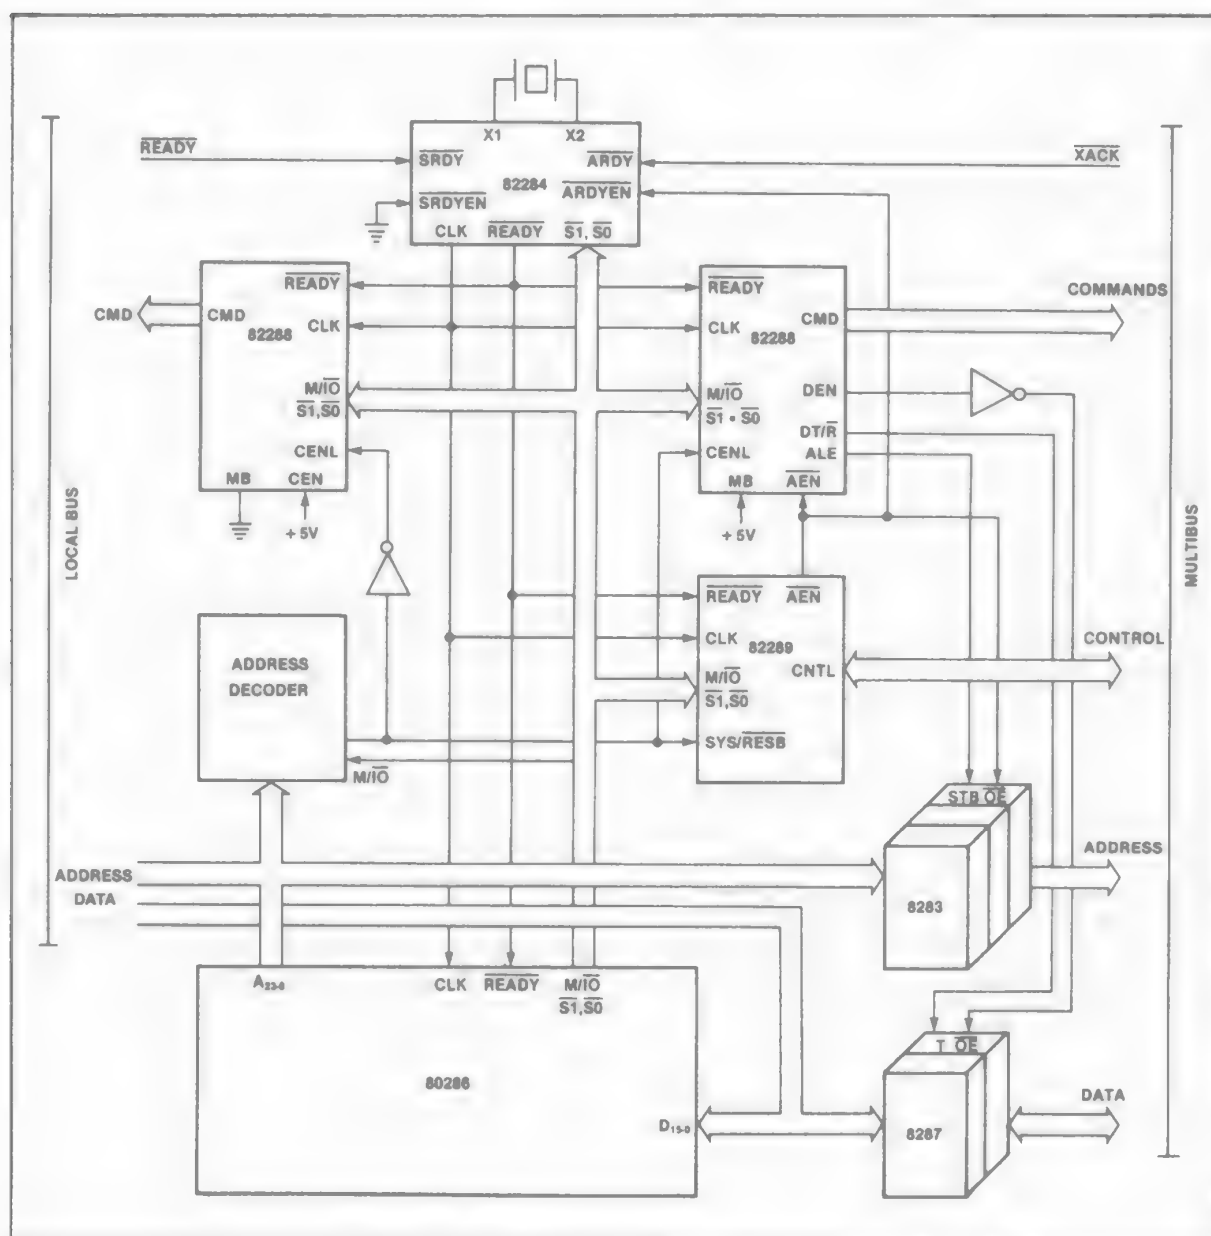 X1 X2
READY
SRDY
ARDY
XACK
82284
SRDYEN
ARDYEN
CLK READY S1, S0
READY
CMD
CMD
82288
CLK
M/IO
S1,S0
CENL
MB CEN
+5V
READY
CMD
COMMANDS
CLK
82288
M/IO
S1 • S0
DEN
DT/R
CENL
ALE
MB AEN
+5V
LOCAL BUS
MULTIBUS
READY AEN
CLK
82289
M/IO
S1,S0
CNTL
CONTROL
SYS/RESB
ADDRESS
DECODER
M/IO
STB OE
ADDRESS
DATA
8283
ADDRESS
A23-0
CLK READY M/IO
S1,S0
80286
D15-0
T OE
8287
DATA